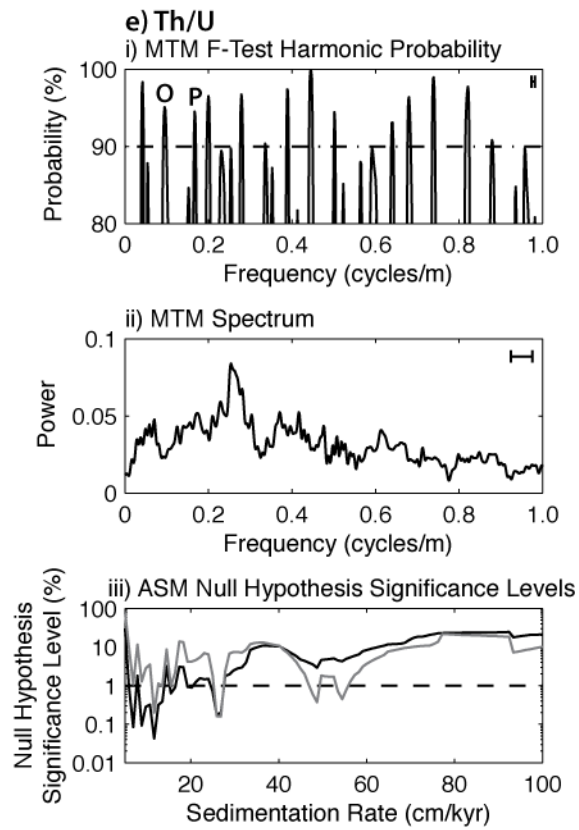 e) Th/U
i) MTM F-Test Harmonic Probability
Probability (%)
100
90
80
O
P
0
0.2
0.4
0.6
0.8
1.0
Frequency (cycles/m)
ii) MTM Spectrum
Power
0.1
0.05
0
0
0.2
0.4
0.6
0.8
1.0
Frequency (cycles/m)
iii) ASM Null Hypothesis Significance Levels
Null Hypothesis
Significance Level (%)
100
10
1
0.1
0.01
20
40
60
80
100
Sedimentation Rate (cm/kyr)